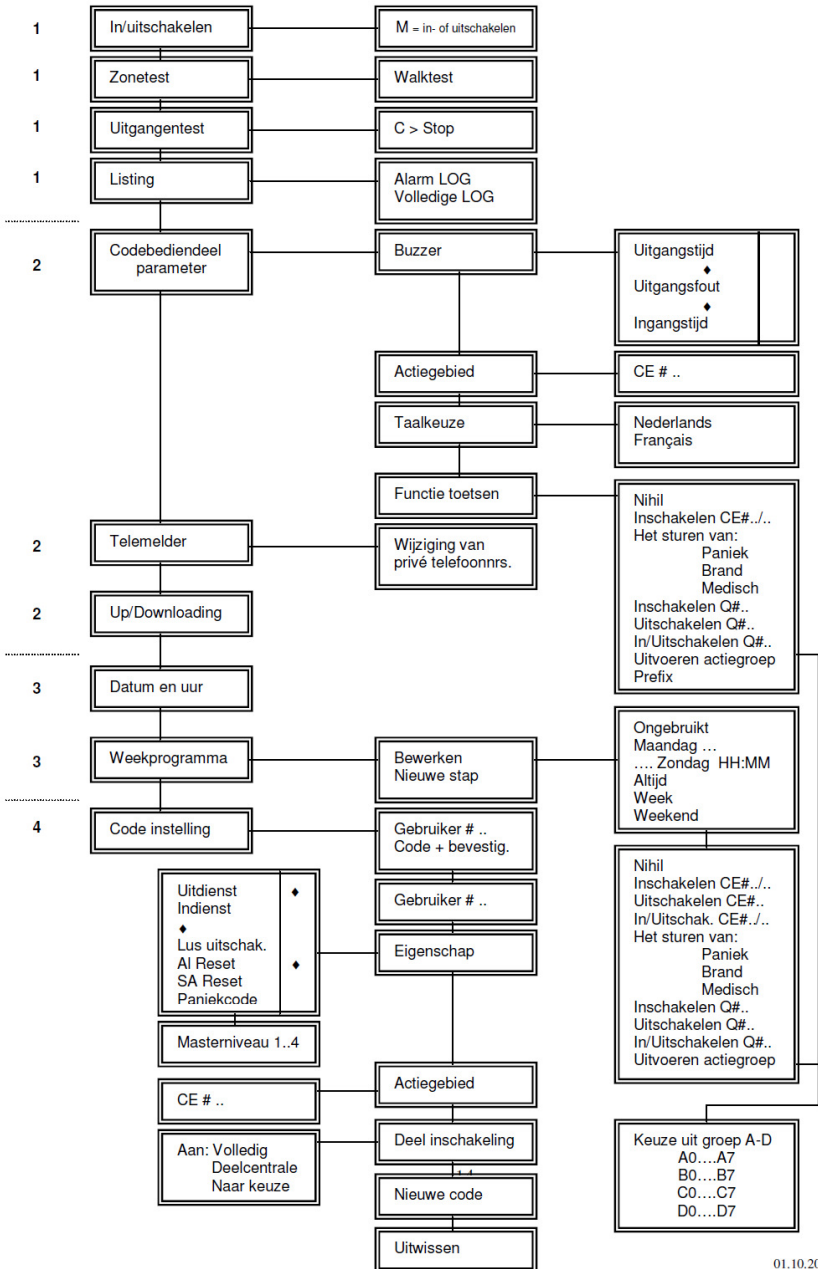 1
In/uitschakelen
M = in- of uitschakelen
1
Zonetest
Walktest
1
Uitgangentest
C > Stop
1
Listing
Alarm LOG
Volledige LOG
2
Codebediendeel
parameter
Buzzer
Uitgangstijd
♦
Uitgangsfout
♦
Ingangstijd
Actiegebied
CE # ..
Taalkeuze
Nederlands
Français
Functie toetsen
Nihil
Inschakelen CE#../..
Het sturen van:
Paniek
Brand
Medisch
Inschakelen Q#..
Uitschakelen Q#..
In/Uitschakelen Q#..
Uitvoeren actiegroep
Prefix
2
Telemelder
Wijziging van
privé telefoonnrs.
2
Up/Downloading
3
Datum en uur
3
Weekprogramma
Bewerken
Nieuwe stap
Ongebruikt
Maandag ...
.... Zondag HH:MM
Altijd
Week
Weekend
4
Code instelling
Gebruiker # ..
Code + bevestig.
Nihil
Inschakelen CE#../..
Uitschakelen CE#..
In/Uitschak. CE#../..
Het sturen van:
Paniek
Brand
Medisch
Inschakelen Q#..
Uitschakelen Q#..
In/Uitschakelen Q#..
Uitvoeren actiegroep
Gebruiker # ..
Uitdienst ♦
Indienst
♦
Lus uitschak.
Al Reset ♦
SA Reset
Paniekcode
Eigenschap
Masterniveau 1..4
Actiegebied
CE # ..
Deel inschakeling
Aan: Volledig
Deelcentrale
Naar keuze
Nieuwe code
Uitwissen
Keuze uit groep A-D
A0....A7
B0....B7
C0....C7
D0....D7
01.10.20